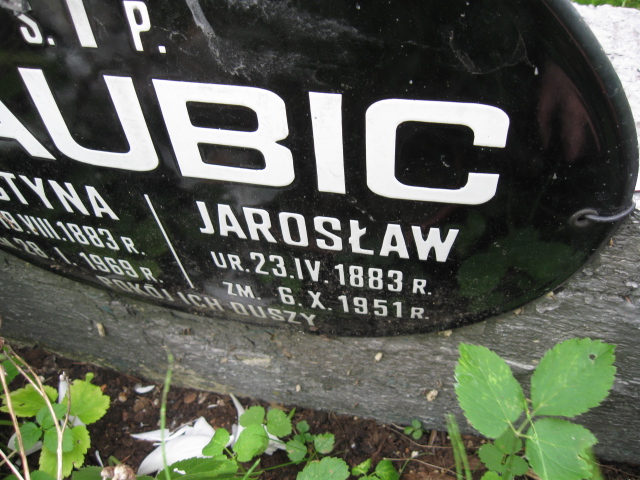 Ś. † P.
AUBIC
STYNA
19.VIII.1883 R.
28.I.1969 R.
JAROSŁAW
UR. 23.IV.1883 R.
ZM. 6.X.1951 R.
POKÓJ ICH DUSZY